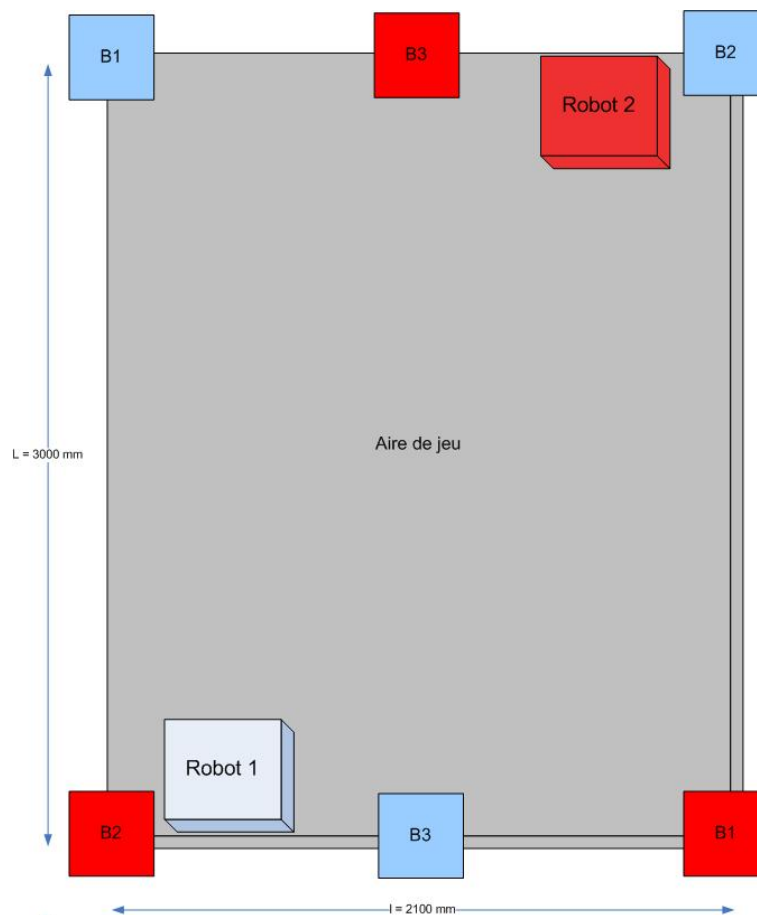 B1
B3
B2
Robot 2
Aire de jeu
L = 3000 mm
Robot 1
B2
B3
B1
l = 2100 mm